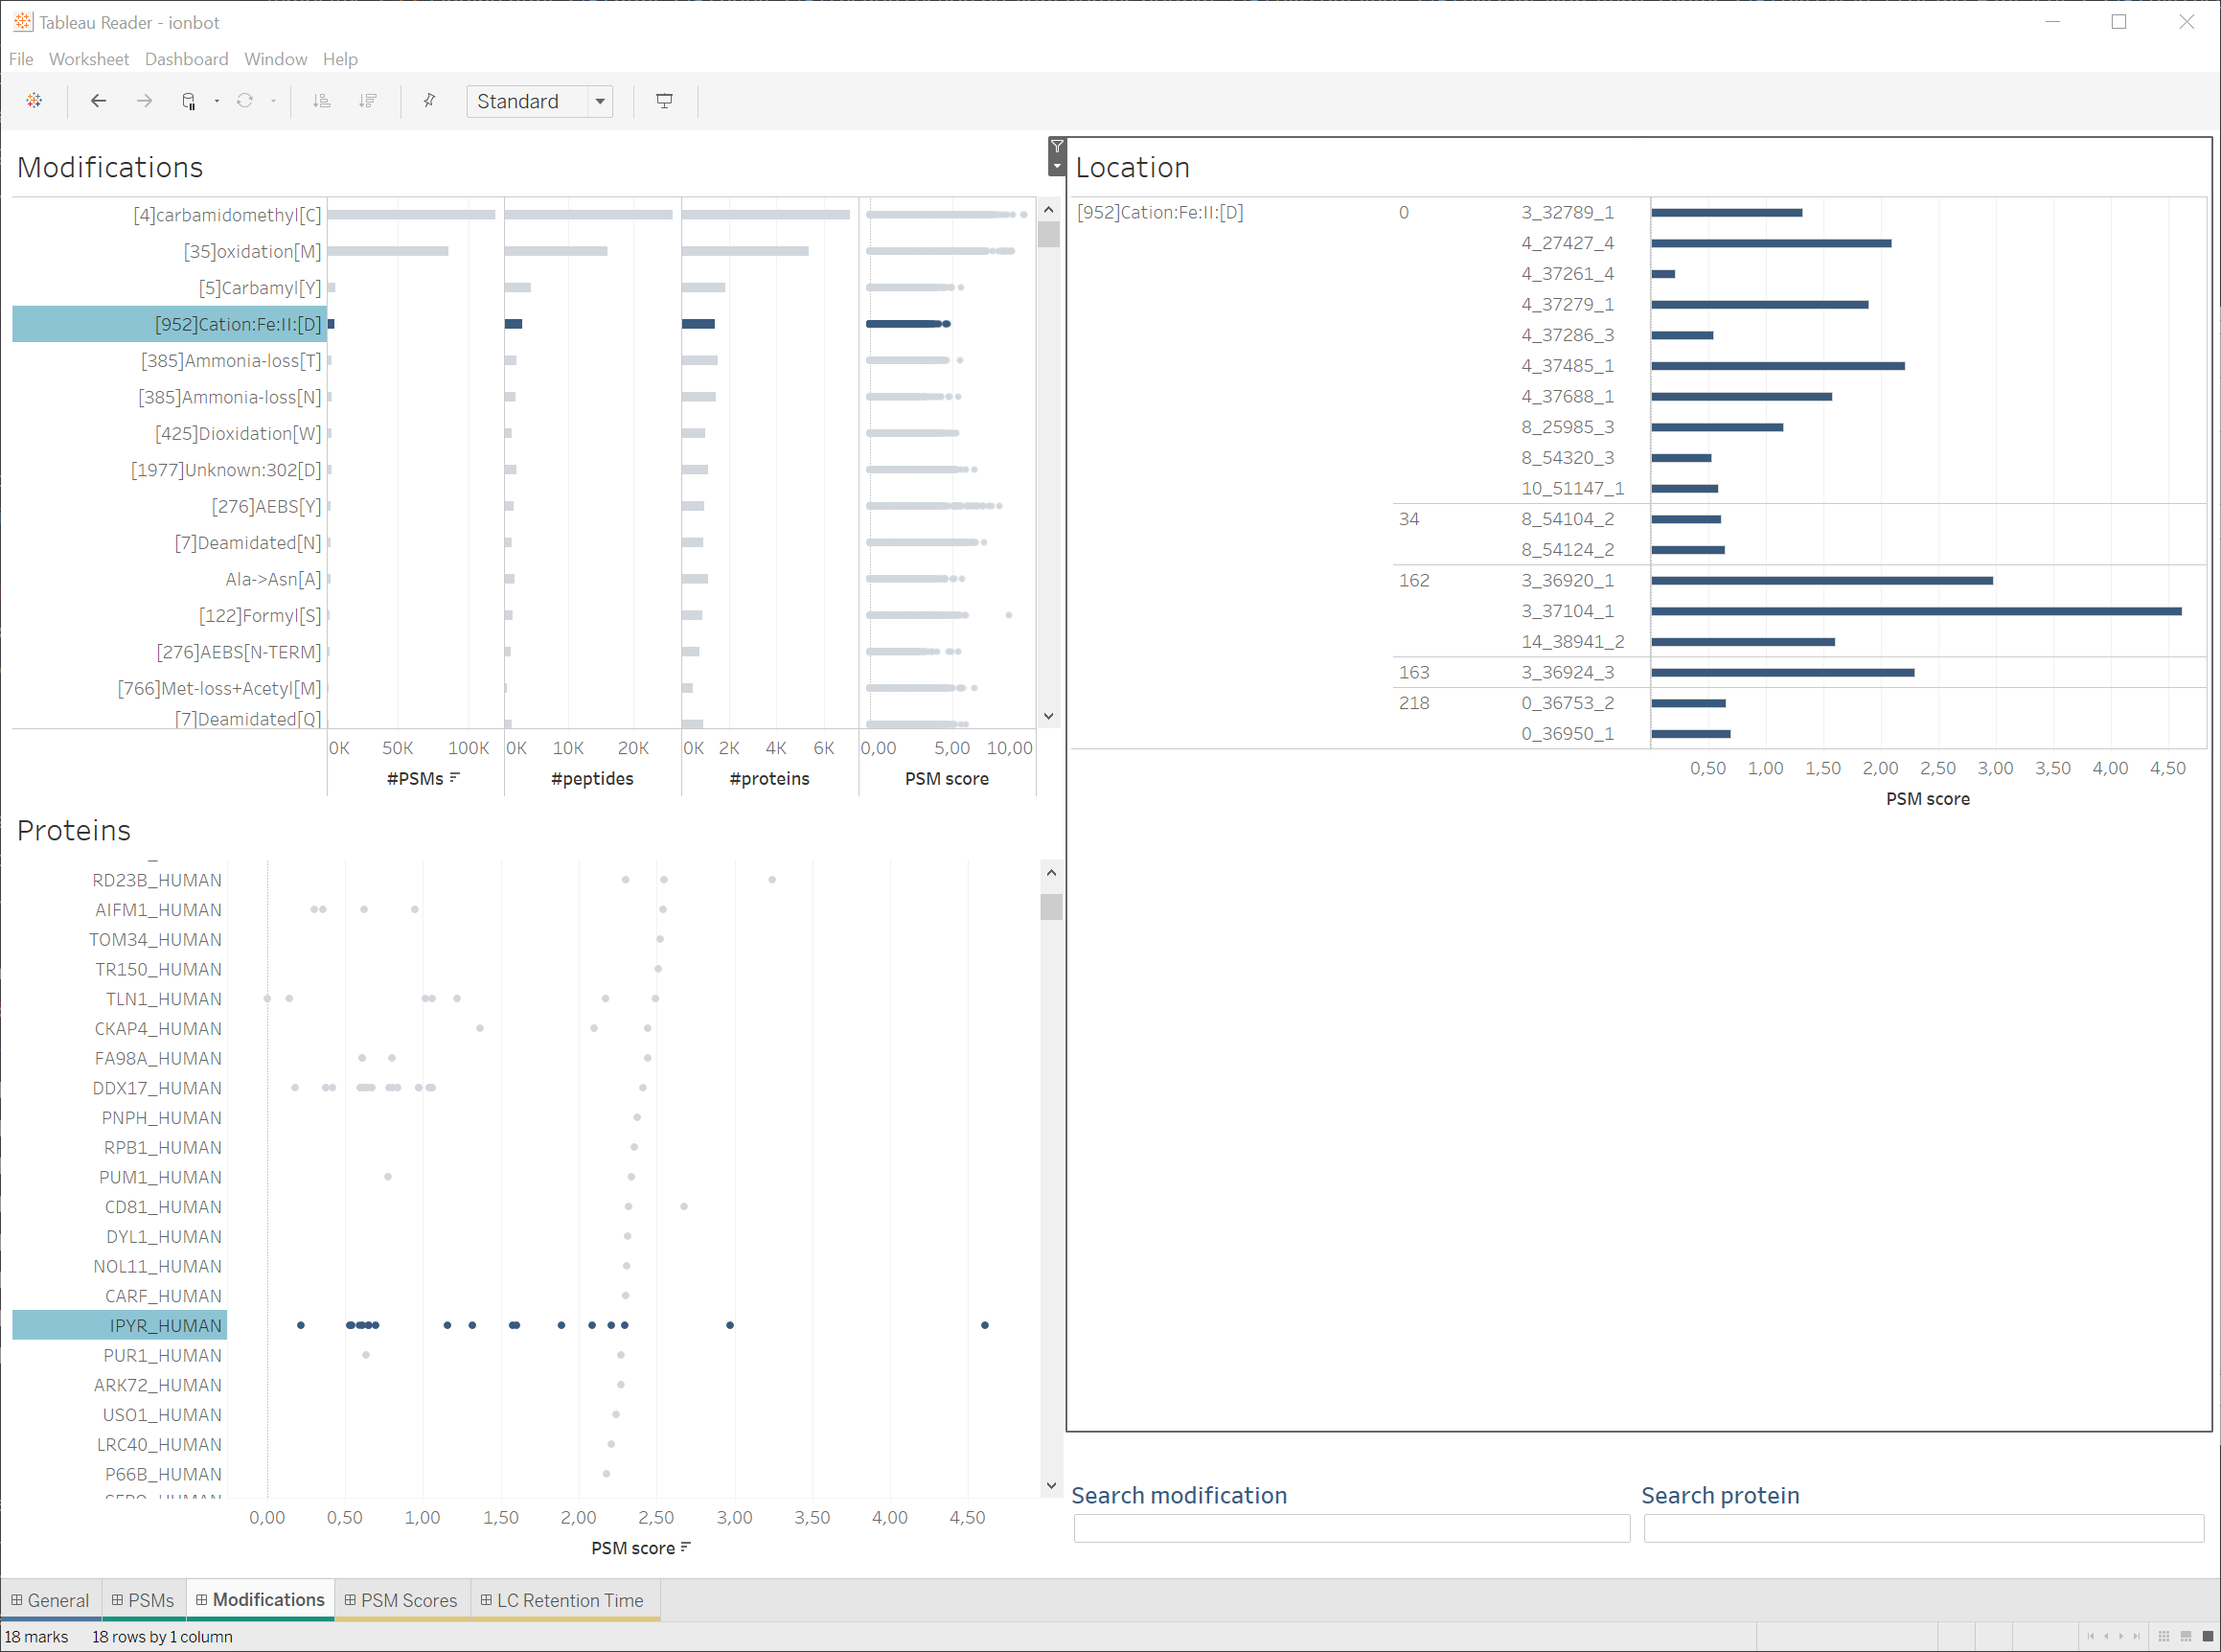 Tableau Reader - ionbot
File Worksheet Dashboard Window Help
Standard
Modifications
[4]carbamidomethyl[C]
[35]oxidation[M]
[5]Carbamyl[Y]
[952]Cation:Fe:II:[D]
[385]Ammonia-loss[T]
[385]Ammonia-loss[N]
[425]Dioxidation[W]
[1977]Unknown:302[D]
[276]AEBS[Y]
[7]Deamidated[N]
Ala->Asn[A]
[122]Formyl[S]
[276]AEBS[N-TERM]
[766]Met-loss+Acetyl[M]
[7]Deamidated[Q]
0K 50K 100K 0K 10K 20K 0K 2K 4K 6K 0,00 5,00 10,00
#PSMs #peptides #proteins PSM score
Location
[952]Cation:Fe:II:[D] 0 3_32789_1
4_27427_4
4_37261_4
4_37279_1
4_37286_3
4_37485_1
4_37688_1
8_25985_3
8_54320_3
10_51147_1
34 8_54104_2
8_54124_2
162 3_36920_1
3_37104_1
14_38941_2
163 3_36924_3
218 0_36753_2
0_36950_1
0,50 1,00 1,50 2,00 2,50 3,00 3,50 4,00 4,50
PSM score
Proteins
RD23B_HUMAN
AIFM1_HUMAN
TOM34_HUMAN
TR150_HUMAN
TLN1_HUMAN
CKAP4_HUMAN
FA98A_HUMAN
DDX17_HUMAN
PNPH_HUMAN
RPB1_HUMAN
PUM1_HUMAN
CD81_HUMAN
DYL1_HUMAN
NOL11_HUMAN
CARF_HUMAN
IPYR_HUMAN
PUR1_HUMAN
ARK72_HUMAN
USO1_HUMAN
LRC40_HUMAN
P66B_HUMAN
0,00 0,50 1,00 1,50 2,00 2,50 3,00 3,50 4,00 4,50
PSM score
Search modification Search protein
General PSMs Modifications PSM Scores LC Retention Time
18 marks 18 rows by 1 column